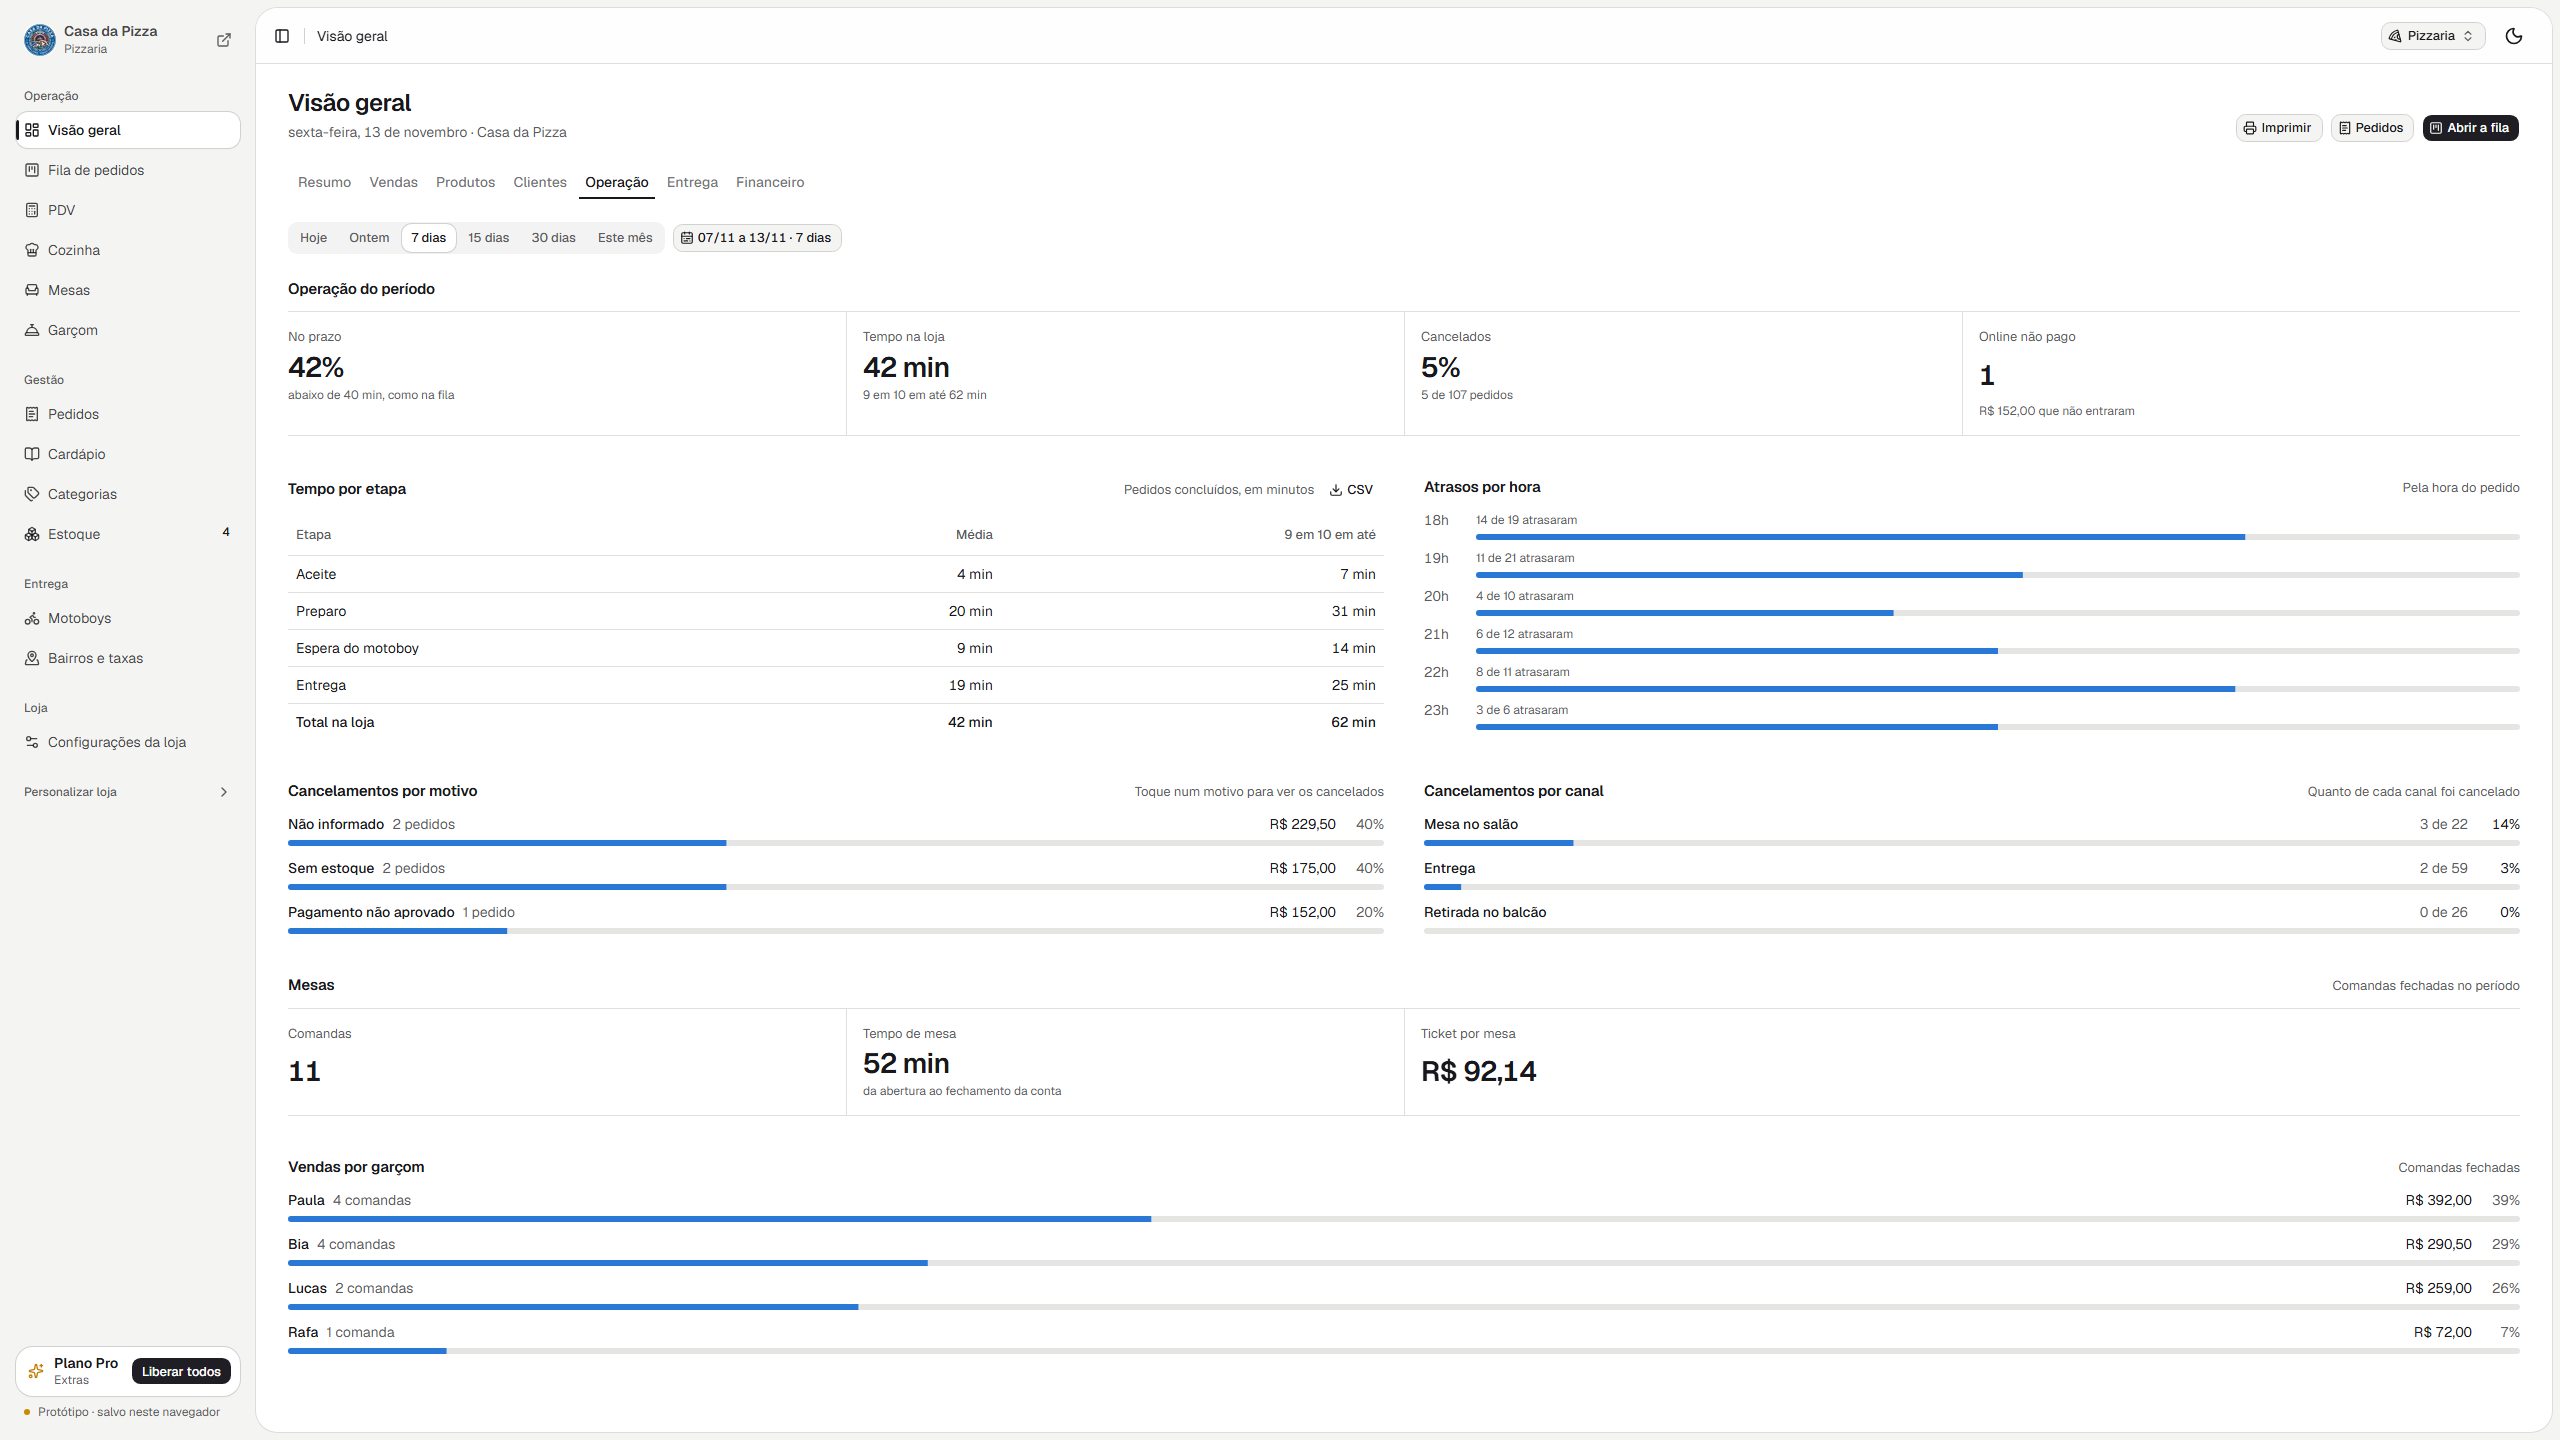 Casa da Pizza
Pizzaria
Operação
Visão geral
Fila de pedidos
PDV
Cozinha
Mesas
Garçom
Gestão
Pedidos
Cardápio
Categorias
Estoque 4
Entrega
Motoboys
Bairros e taxas
Loja
Configurações da loja
Personalizar loja
Plano Pro
Extras
Liberar todos
Protótipo · salvo neste navegador
Visão geral
Pizzaria
Visão geral
sexta-feira, 13 de novembro · Casa da Pizza
Imprimir
Pedidos
Abrir a fila
Resumo Vendas Produtos Clientes Operação Entrega Financeiro
Hoje Ontem 7 dias 15 dias 30 dias Este mês 07/11 a 13/11 · 7 dias
Operação do período
No prazo
42%
abaixo de 40 min, como na fila
Tempo na loja
42 min
9 em 10 em até 62 min
Cancelados
5%
5 de 107 pedidos
Online não pago
1
R$ 152,00 que não entraram
Tempo por etapa Pedidos concluídos, em minutos CSV
Etapa Média 9 em 10 em até
Aceite 4 min 7 min
Preparo 20 min 31 min
Espera do motoboy 9 min 14 min
Entrega 19 min 25 min
Total na loja 42 min 62 min
Atrasos por hora Pela hora do pedido
18h 14 de 19 atrasaram
19h 11 de 21 atrasaram
20h 4 de 10 atrasaram
21h 6 de 12 atrasaram
22h 8 de 11 atrasaram
23h 3 de 6 atrasaram
Cancelamentos por motivo Toque num motivo para ver os cancelados
Não informado 2 pedidos R$ 229,50 40%
Sem estoque 2 pedidos R$ 175,00 40%
Pagamento não aprovado 1 pedido R$ 152,00 20%
Cancelamentos por canal Quanto de cada canal foi cancelado
Mesa no salão 3 de 22 14%
Entrega 2 de 59 3%
Retirada no balcão 0 de 26 0%
Mesas Comandas fechadas no período
Comandas
11
Tempo de mesa
52 min
da abertura ao fechamento da conta
Ticket por mesa
R$ 92,14
Vendas por garçom Comandas fechadas
Paula 4 comandas R$ 392,00 39%
Bia 4 comandas R$ 290,50 29%
Lucas 2 comandas R$ 259,00 26%
Rafa 1 comanda R$ 72,00 7%